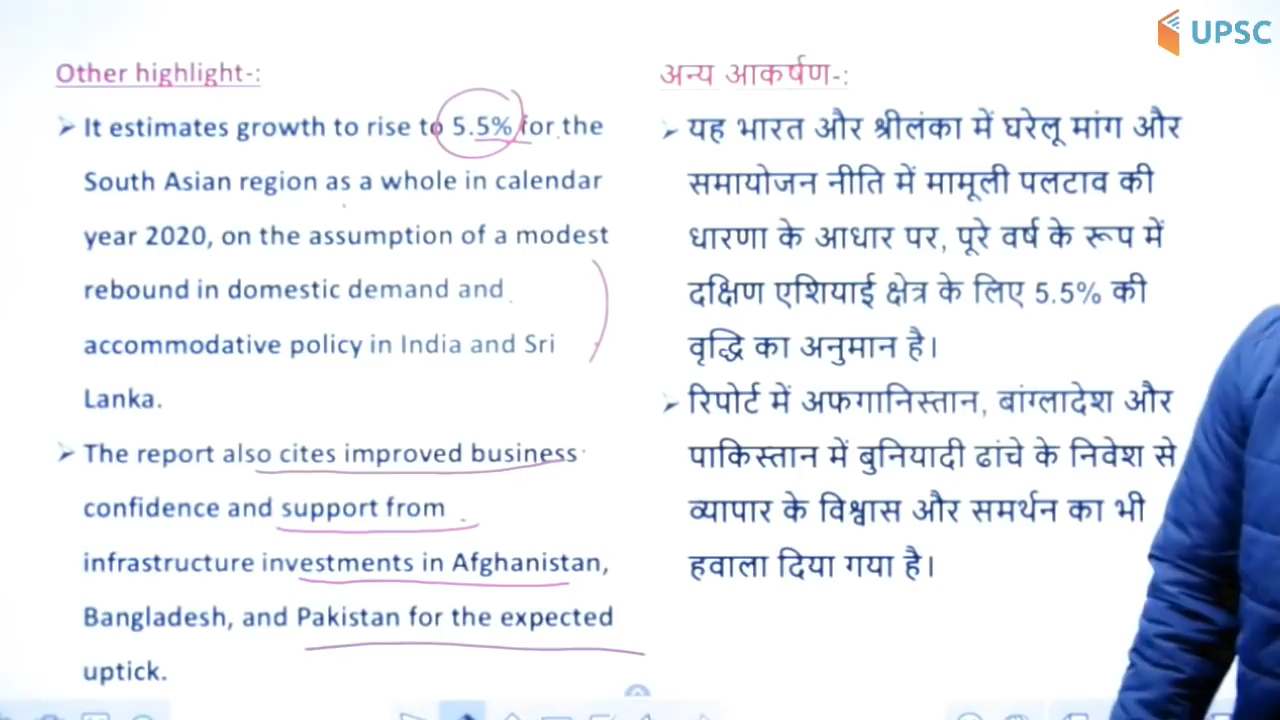 UPSC
Other highlight-:
➢ It estimates growth to rise to 5.5% for the
South Asian region as a whole in calendar
year 2020, on the assumption of a modest
rebound in domestic demand and
accommodative policy in India and Sri
Lanka.
➢ The report also cites improved business
confidence and support from
infrastructure investments in Afghanistan,
Bangladesh, and Pakistan for the expected
uptick.
अन्य आकर्षण-:
➢ यह भारत और श्रीलंका में घरेलू मांग और
समायोजन नीति में मामूली पलटाव की
धारणा के आधार पर, पूरे वर्ष के रूप में
दक्षिण एशियाई क्षेत्र के लिए 5.5% की
वृद्धि का अनुमान है।
➢ रिपोर्ट में अफगानिस्तान, बांग्लादेश और
पाकिस्तान में बुनियादी ढांचे के निवेश से
व्यापार के विश्वास और समर्थन का भी
हवाला दिया गया है।